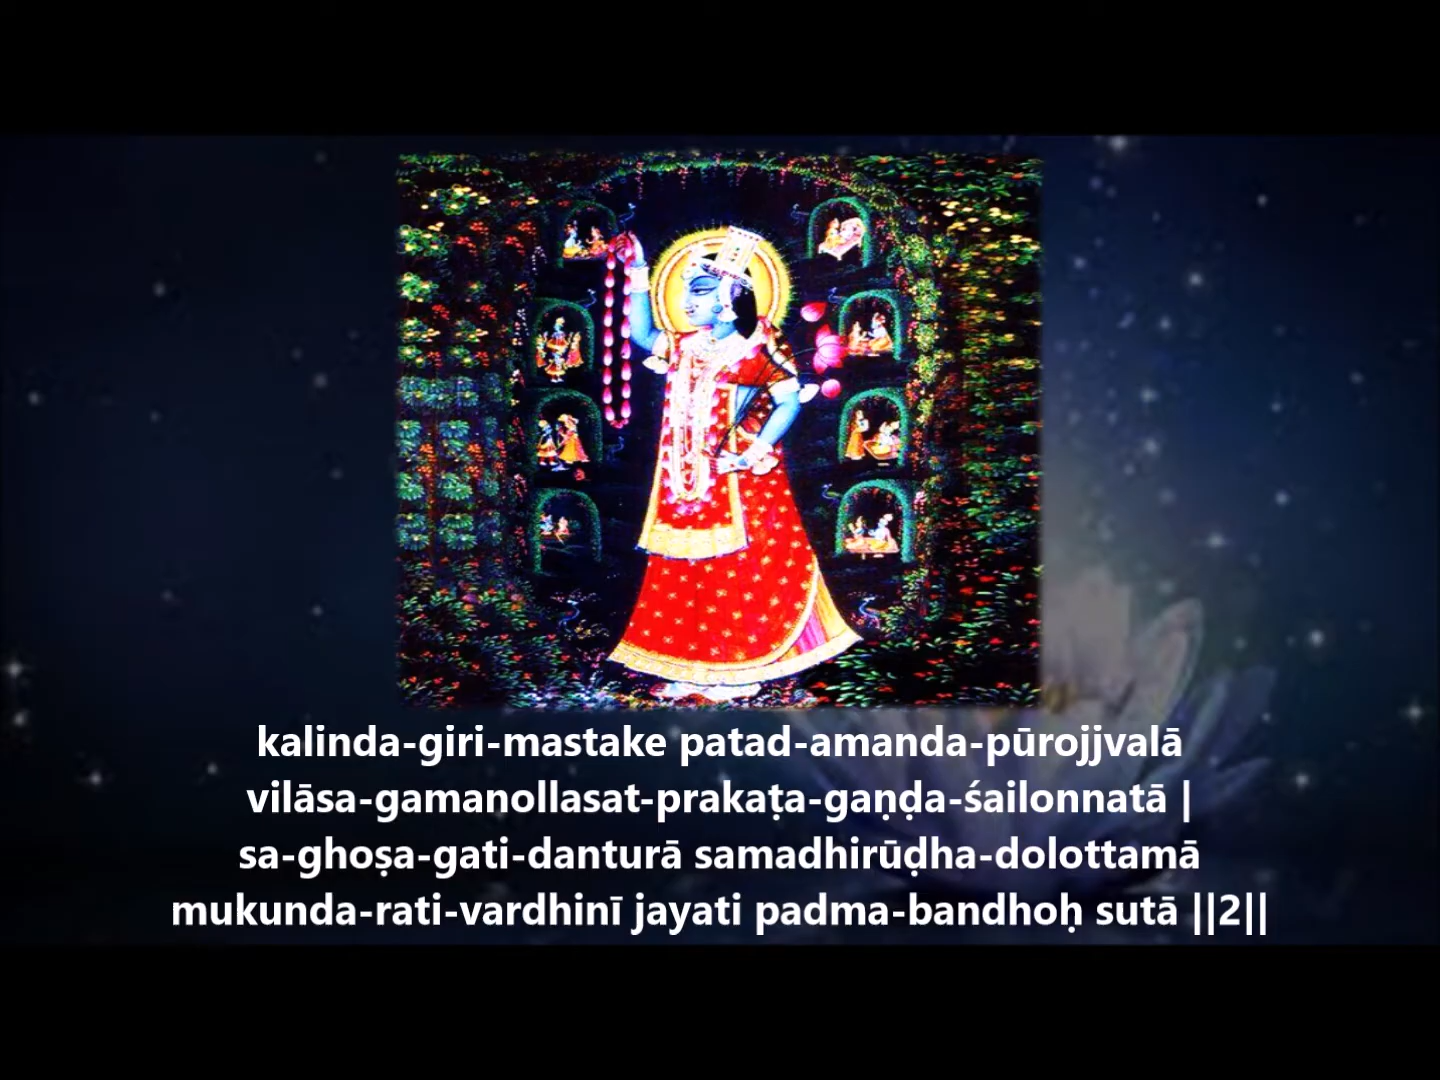 kalinda-giri-mastake patad-amanda-pūrojjvalā
vilāsa-gamanollasat-prakaṭa-gaṇḍa-śailonnatā |
sa-ghoṣa-gati-danturā samadhirūḍha-dolottamā
mukunda-rati-vardhinī jayati padma-bandhoḥ sutā ||2||